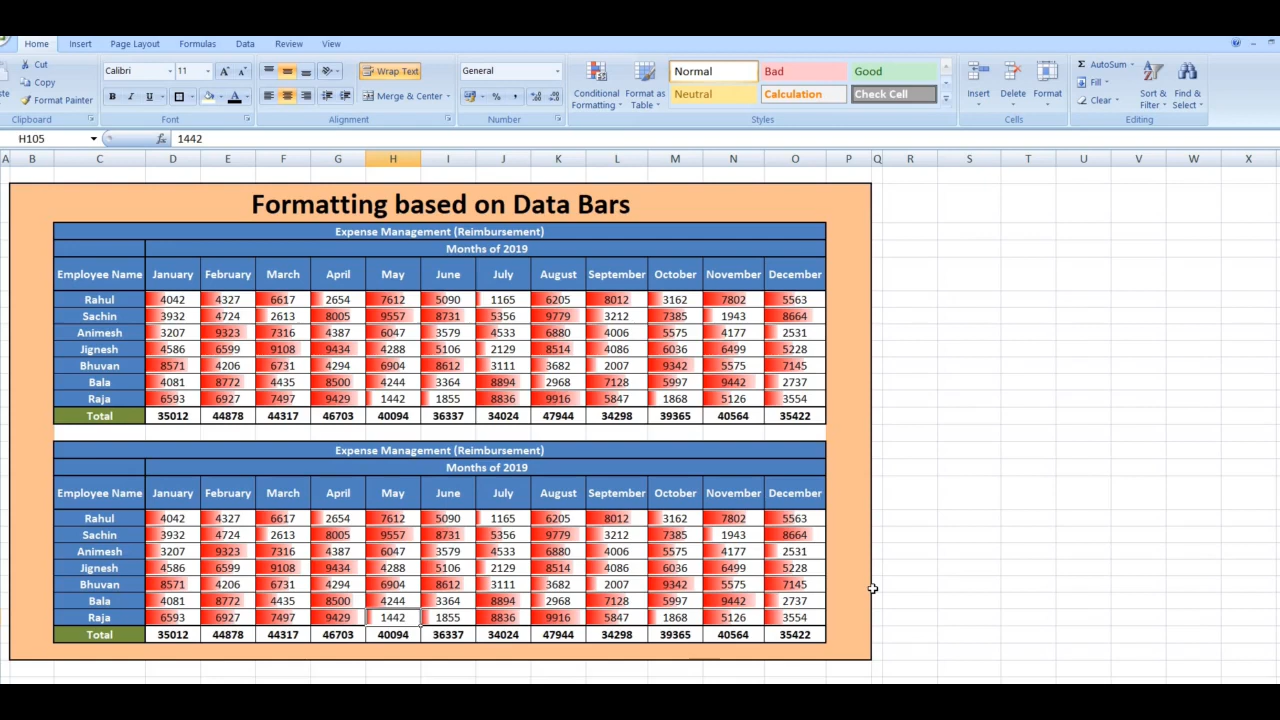 Home Insert Page Layout Formulas Data Review View
Cut Calibri 11 A A Wrap Text General Normal Bad Good AutoSum
Copy Fill
Format Painter B I U A Merge & Center % , Conditional Formatting Format as Table Neutral Calculation Check Cell Insert Delete Format Clear Sort & Filter Find & Select
Clipboard Font Alignment Number Styles Cells Editing
H105 fx 1442
A B C D E F G H I J K L M N O P Q R S T U V W X
Formatting based on Data Bars
Expense Management (Reimbursement)
Months of 2019
Employee Name January February March April May June July August September October November December
Rahul 4042 4327 6617 2654 7612 5090 1165 6205 8012 3162 7802 5563
Sachin 3932 4724 2613 8005 9557 8731 5356 9779 3212 7385 1943 8664
Animesh 3207 9323 7316 4387 6047 3579 4533 6880 4006 5575 4177 2531
Jignesh 4586 6599 9108 9434 4288 5106 2129 8514 4086 6036 6499 5228
Bhuvan 8571 4206 6731 4294 6904 8612 3111 3682 2007 9342 5575 7145
Bala 4081 8772 4435 8500 4244 3364 8894 2968 7128 5997 9442 2737
Raja 6593 6927 7497 9429 1442 1855 8836 9916 5847 1868 5126 3554
Total 35012 44878 44317 46703 40094 36337 34024 47944 34298 39365 40564 35422
Expense Management (Reimbursement)
Months of 2019
Employee Name January February March April May June July August September October November December
Rahul 4042 4327 6617 2654 7612 5090 1165 6205 8012 3162 7802 5563
Sachin 3932 4724 2613 8005 9557 8731 5356 9779 3212 7385 1943 8664
Animesh 3207 9323 7316 4387 6047 3579 4533 6880 4006 5575 4177 2531
Jignesh 4586 6599 9108 9434 4288 5106 2129 8514 4086 6036 6499 5228
Bhuvan 8571 4206 6731 4294 6904 8612 3111 3682 2007 9342 5575 7145
Bala 4081 8772 4435 8500 4244 3364 8894 2968 7128 5997 9442 2737
Raja 6593 6927 7497 9429 1442 1855 8836 9916 5847 1868 5126 3554
Total 35012 44878 44317 46703 40094 36337 34024 47944 34298 39365 40564 35422